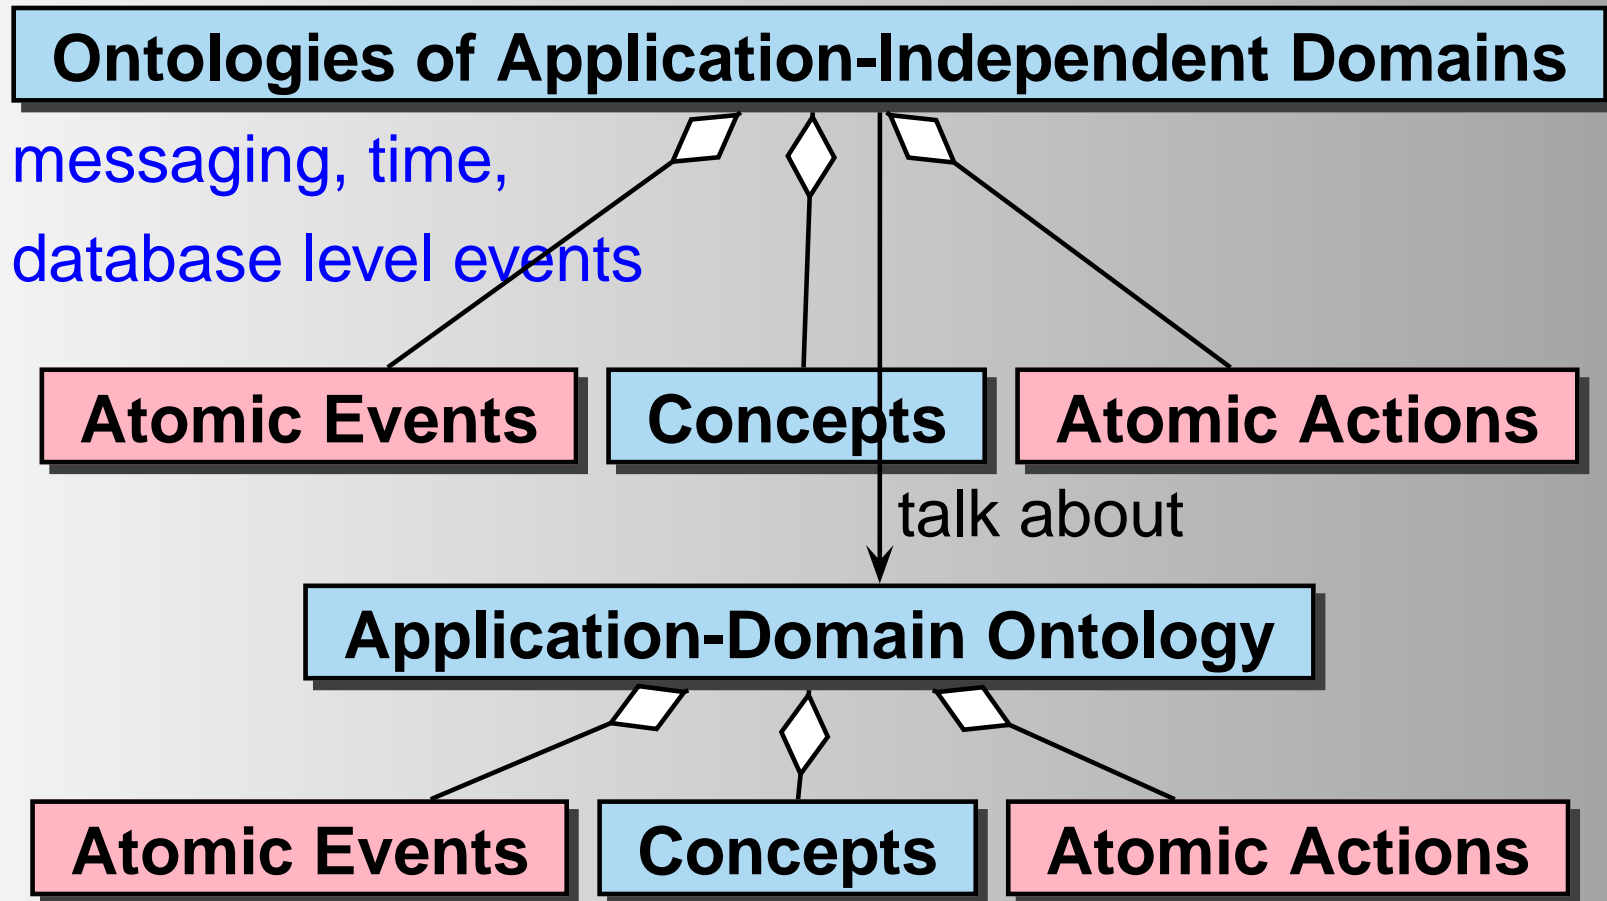 Ontologies of Application-Independent Domains
messaging, time,
database level events
Atomic Events
Concepts
Atomic Actions
talk about
Application-Domain Ontology
Atomic Events
Concepts
Atomic Actions